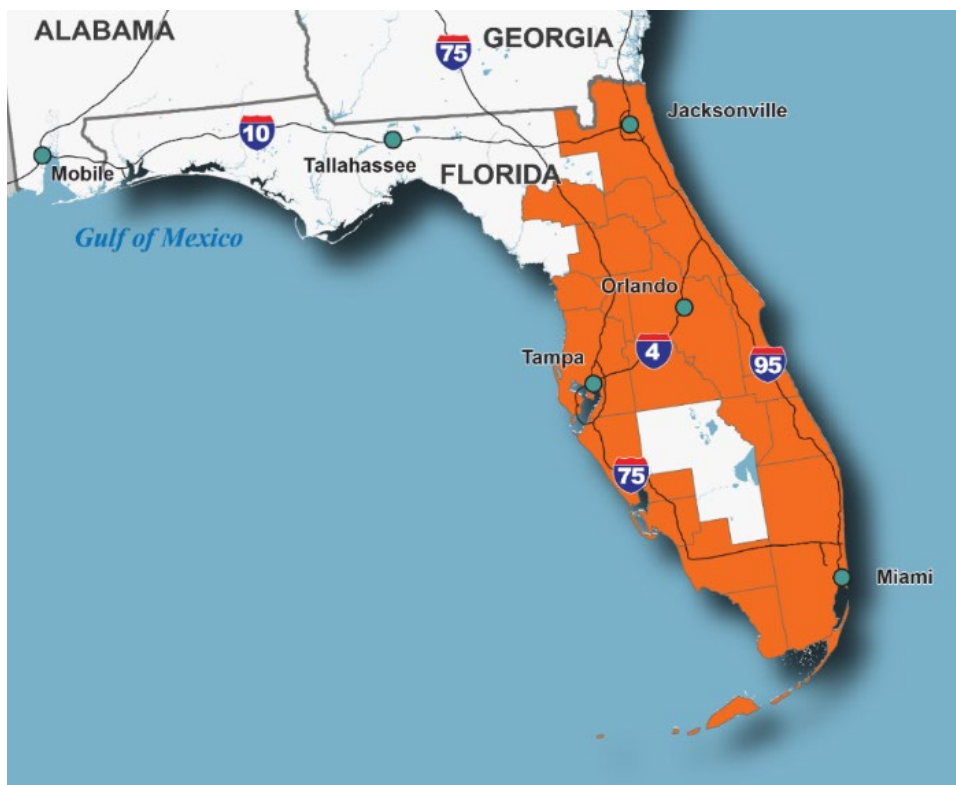 ALABAMA
75
GEORGIA
Jacksonville
10
Mobile
Tallahassee
FLORIDA
Gulf of Mexico
Orlando
Tampa
4
95
75
Miami